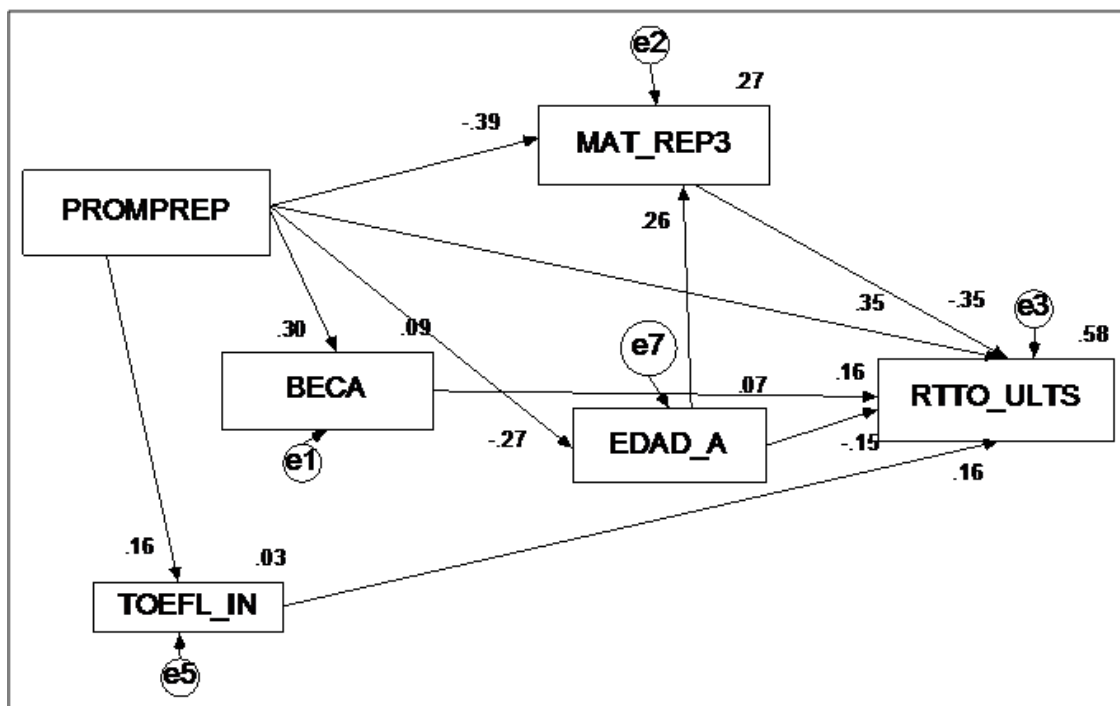 e2
.27
-.39
MAT_REP3
PROMPREP
.26
.35
-.35
e3
.30
.09
e7
.58
BECA
.07
.16
RTTO_ULTS
-.27
EDAD_A
-.15
e1
.16
.16
.03
TOEFL_IN
e5